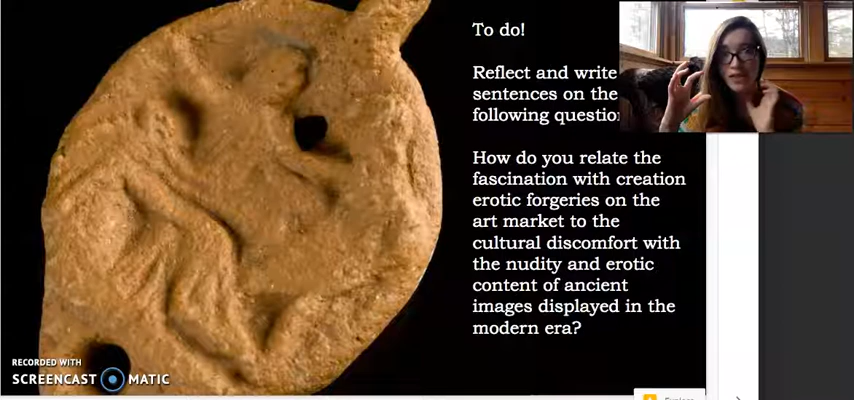 To do!
Reflect and write
sentences on the
following
How do you relate the
fascination with creation
erotic forgeries on the
art market to the
cultural discomfort with
the nudity and erotic
content of ancient
images displayed in the
modern era?
RECORDED WITH
SCREENCAST MATIC